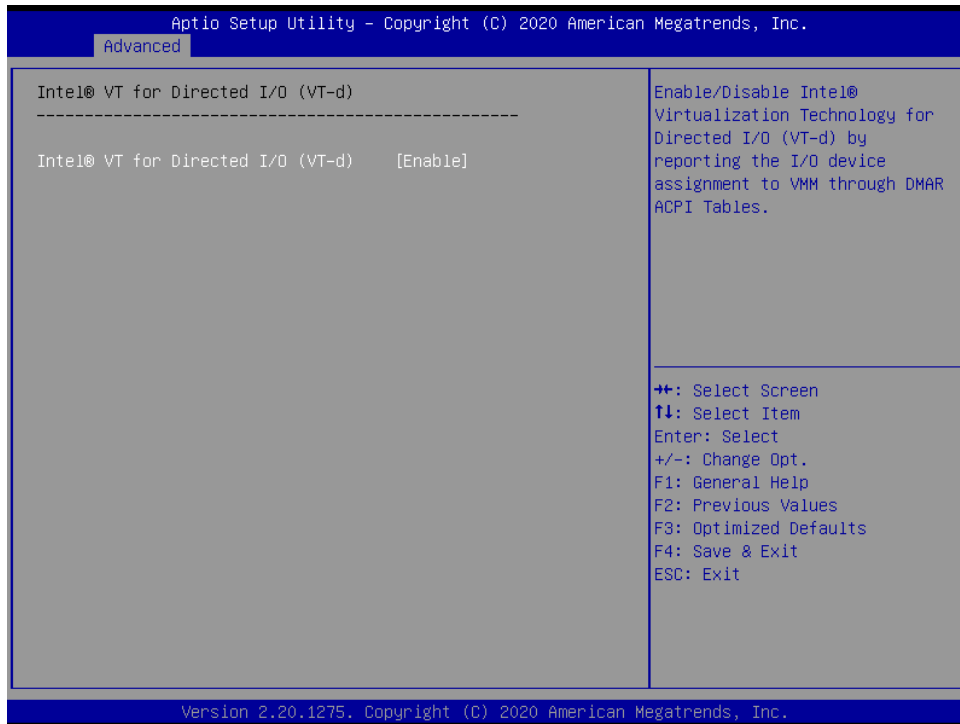 Aptio Setup Utility – Copyright (C) 2020 American Megatrends, Inc.
Advanced
Intel® VT for Directed I/O (VT-d)
--------------------------------------------------
Intel® VT for Directed I/O (VT-d) [Enable]
Enable/Disable Intel®
Virtualization Technology for
Directed I/O (VT-d) by
reporting the I/O device
assignment to VMM through DMAR
ACPI Tables.
→←: Select Screen
↑↓: Select Item
Enter: Select
+/-: Change Opt.
F1: General Help
F2: Previous Values
F3: Optimized Defaults
F4: Save & Exit
ESC: Exit
Version 2.20.1275. Copyright (C) 2020 American Megatrends, Inc.